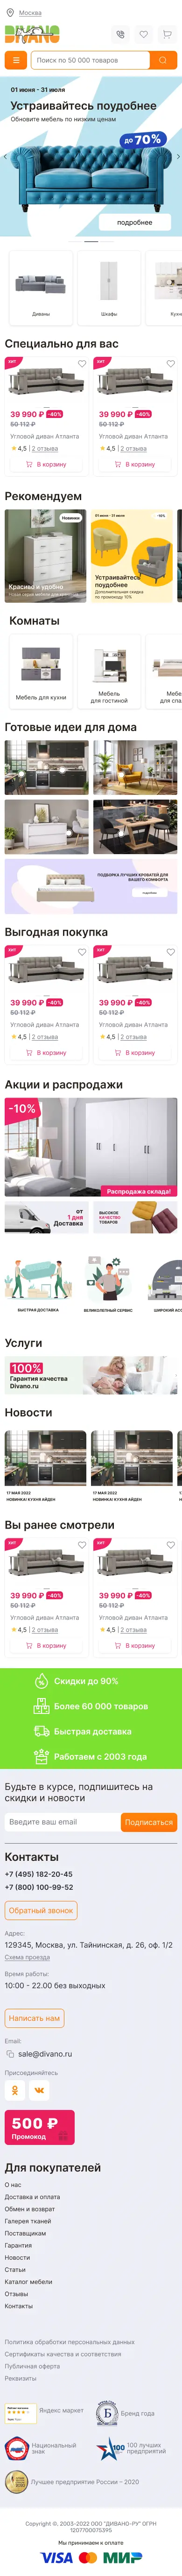 Москва
DIVANO
Поиск по 50 000 товаров
01 июня - 31 июля
Устраивайтесь поудобнее
Обновите мебель по низким ценам
до 70%
подробнее
Диваны
Шкафы
Кухн
Специально для вас
ХИТ
ХИТ
39 990 ₽ -40%
39 990 ₽ -40%
50 112 ₽
50 112 ₽
Угловой диван Атланта
Угловой диван Атланта
4,5 | 2 отзыва
4,5 | 2 отзыва
В корзину
В корзину
Рекомендуем
Новинки
01 июня - 31 июня
-10%
Красиво и удобно
Устраивайтесь
поудобнее
Дополнительная скидка
по промокоду 10%
Комнаты
Мебель для кухни
Мебель
для гостиной
Мебе
для спа
Готовые идеи для дома
ПОДБОРКА ЛУЧШИХ КРОВАТЕЙ ДЛЯ
ВАШЕГО КОМФОРТА
подробнее
Выгодная покупка
ХИТ
ХИТ
39 990 ₽ -40%
39 990 ₽ -40%
50 112 ₽
50 112 ₽
Угловой диван Атланта
Угловой диван Атланта
4,5 | 2 отзыва
4,5 | 2 отзыва
В корзину
В корзину
Акции и распродажи
-10%
Распродажа склада!
от
1 дня
Доставка
ВЫСОКОЕ
КАЧЕСТВО
ТОВАРОВ
БЫСТРАЯ ДОСТАВКА
ВЕЛИКОЛЕПНЫЙ СЕРВИС
ШИРОКИЙ АСС
Услуги
100%
Гарантия качества
Divano.ru
Новости
17 МАЯ 2022
НОВИНКА! КУХНЯ АЙДЕН
17 МАЯ 2022
НОВИНКА! КУХНЯ АЙДЕН
Вы ранее смотрели
ХИТ
ХИТ
39 990 ₽ -40%
39 990 ₽ -40%
50 112 ₽
50 112 ₽
Угловой диван Атланта
Угловой диван Атланта
4,5 | 2 отзыва
4,5 | 2 отзыва
В корзину
В корзину
Скидки до 90%
Более 60 000 товаров
Быстрая доставка
Работаем с 2003 года
Будьте в курсе, подпишитесь на
скидки и новости
Введите ваш email
Подписаться
Контакты
+7 (495) 182-20-45
+7 (800) 100-99-52
Обратный звонок
Адрес:
129345, Москва, ул. Тайнинская, д. 26, оф. 1/2
Схема проезда
Время работы:
10:00 - 22.00 без выходных
Написать нам
Email:
sale@divano.ru
Присоединяйтесь
500 ₽
Промокод
Для покупателей
О нас
Доставка и оплата
Обмен и возврат
Галерея тканей
Поставщикам
Гарантия
Новости
Статьи
Каталог мебели
Отзывы
Контакты
Политика обработки персональных данных
Сертификаты качества и соответствия
Публичная оферта
Реквизиты
Яндекс маркет
Бренд года
Национальный
знак
100
100 лучших
предприятий
Лучшее предприятие России – 2020
Copyright ©, 2003-2022 ООО "ДИВАНО-РУ" ОГРН
1207700075395
Мы принимаем к оплате
VISA МИР